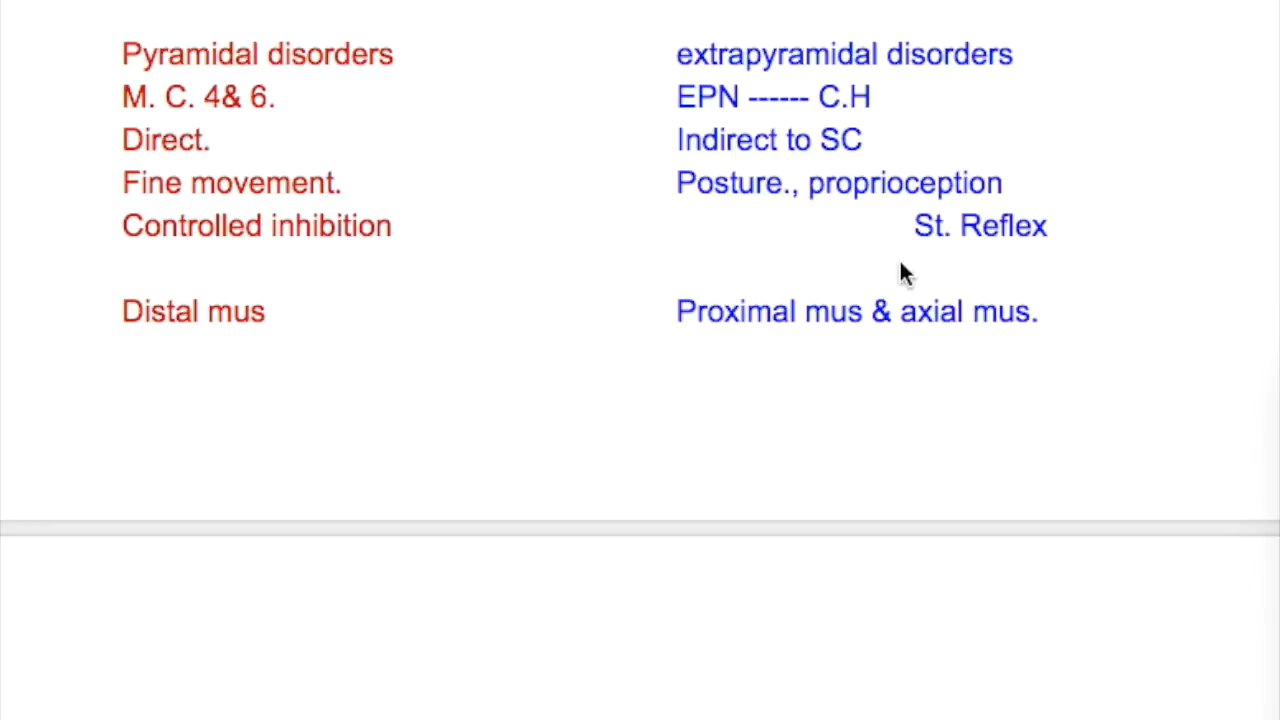 Pyramidal disorders
extrapyramidal disorders
M. C. 4& 6.
EPN ------ C.H
Direct.
Indirect to SC
Fine movement.
Posture., proprioception
Controlled inhibition
St. Reflex
Distal mus
Proximal mus & axial mus.